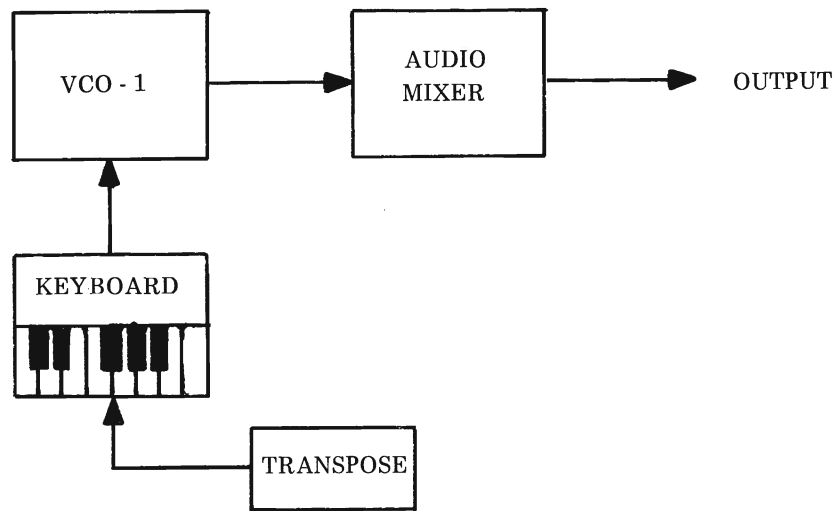 VCO - 1
AUDIO
MIXER
OUTPUT
KEYBOARD
TRANSPOSE